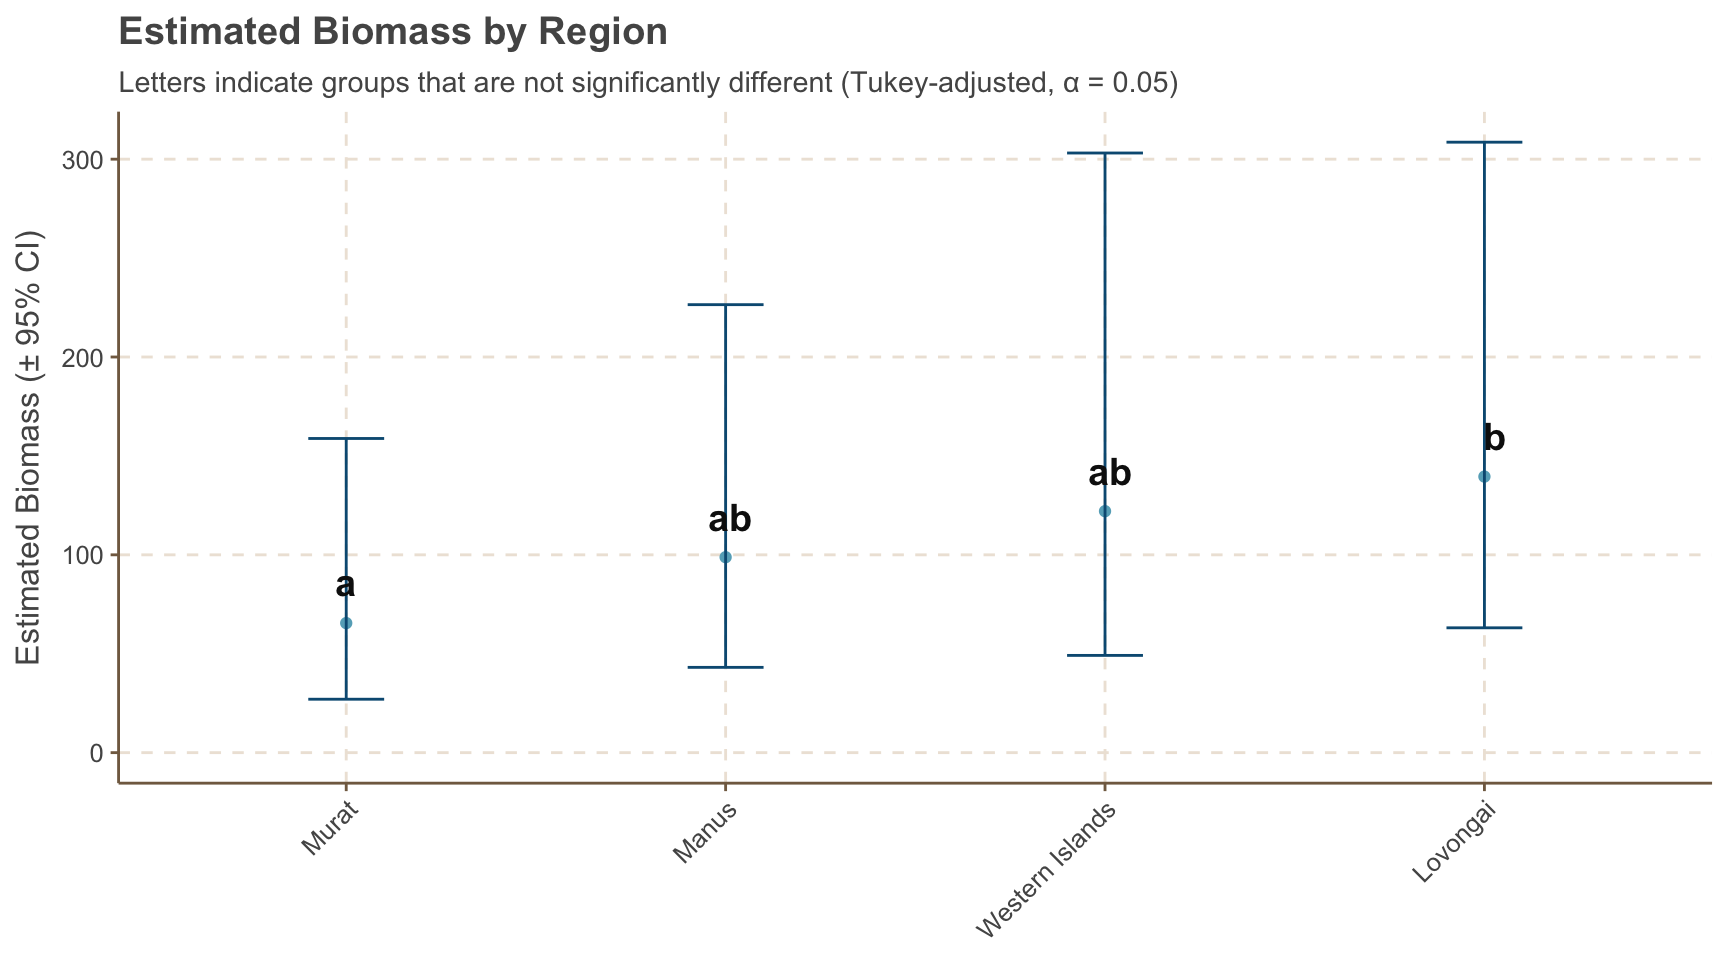 Estimated Biomass by Region
Letters indicate groups that are not significantly different (Tukey-adjusted, α = 0.05)
Estimated Biomass (± 95% CI)
300
200
100
0
a
ab
ab
b
Murat
Manus
Western Islands
Lovongai